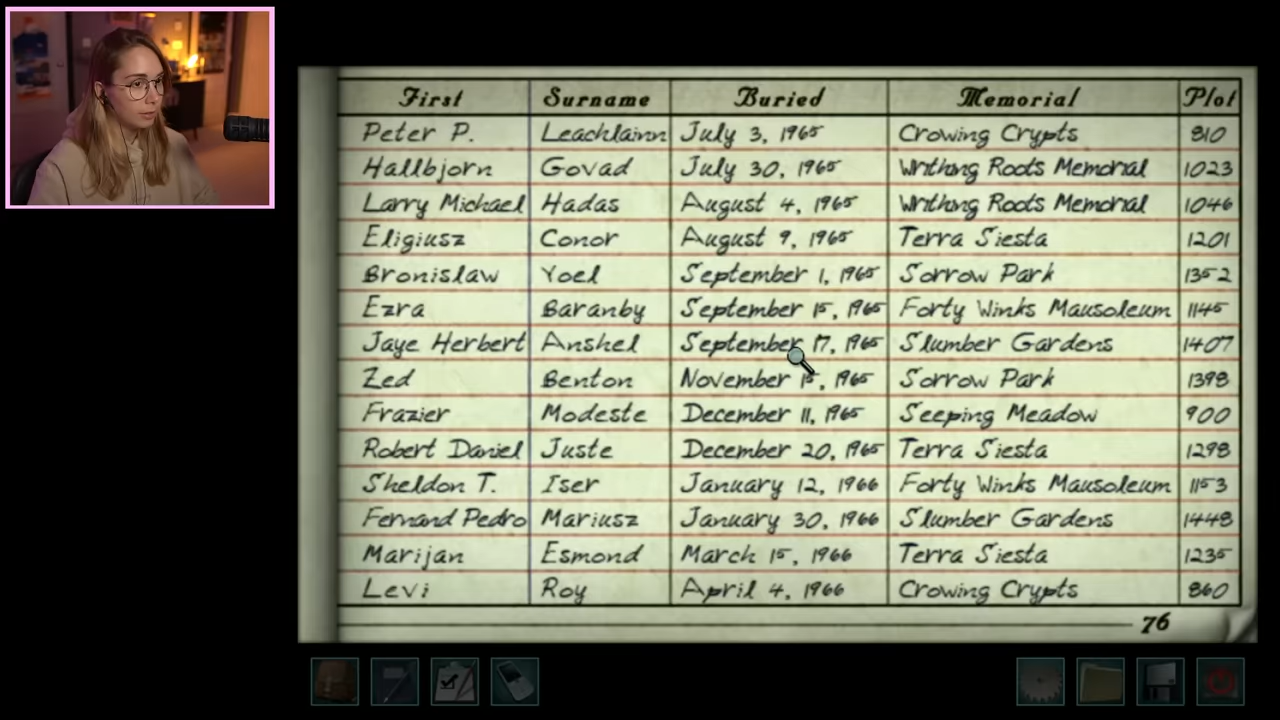 First Surname Buried Memorial Plot
Peter P. Leachlainn July 3, 1965 Crowing Crypts 810
Hallbjorn Govad July 30, 1965 Writhing Roots Memorial 1023
Larry Michael Hadas August 4, 1965 Writhing Roots Memorial 1046
Eligiusz Conor August 9, 1965 Terra Siesta 1201
Bronislaw Yoel September 1, 1965 Sorrow Park 1352
Ezra Baranby September 15, 1965 Forty Winks Mausoleum 1145
Jaye Herbert Anshel September 17, 1965 Slumber Gardens 1407
Zed Benton November 15, 1965 Sorrow Park 1398
Frazier Modeste December 11, 1965 Seeping Meadow 900
Robert Daniel Juste December 20, 1965 Terra Siesta 1298
Sheldon T. Iser January 12, 1966 Forty Winks Mausoleum 1153
Fernand Pedro Mariusz January 30, 1966 Slumber Gardens 1448
Marijan Esmond March 15, 1966 Terra Siesta 1235
Levi Roy April 4, 1966 Crowing Crypts 860
76